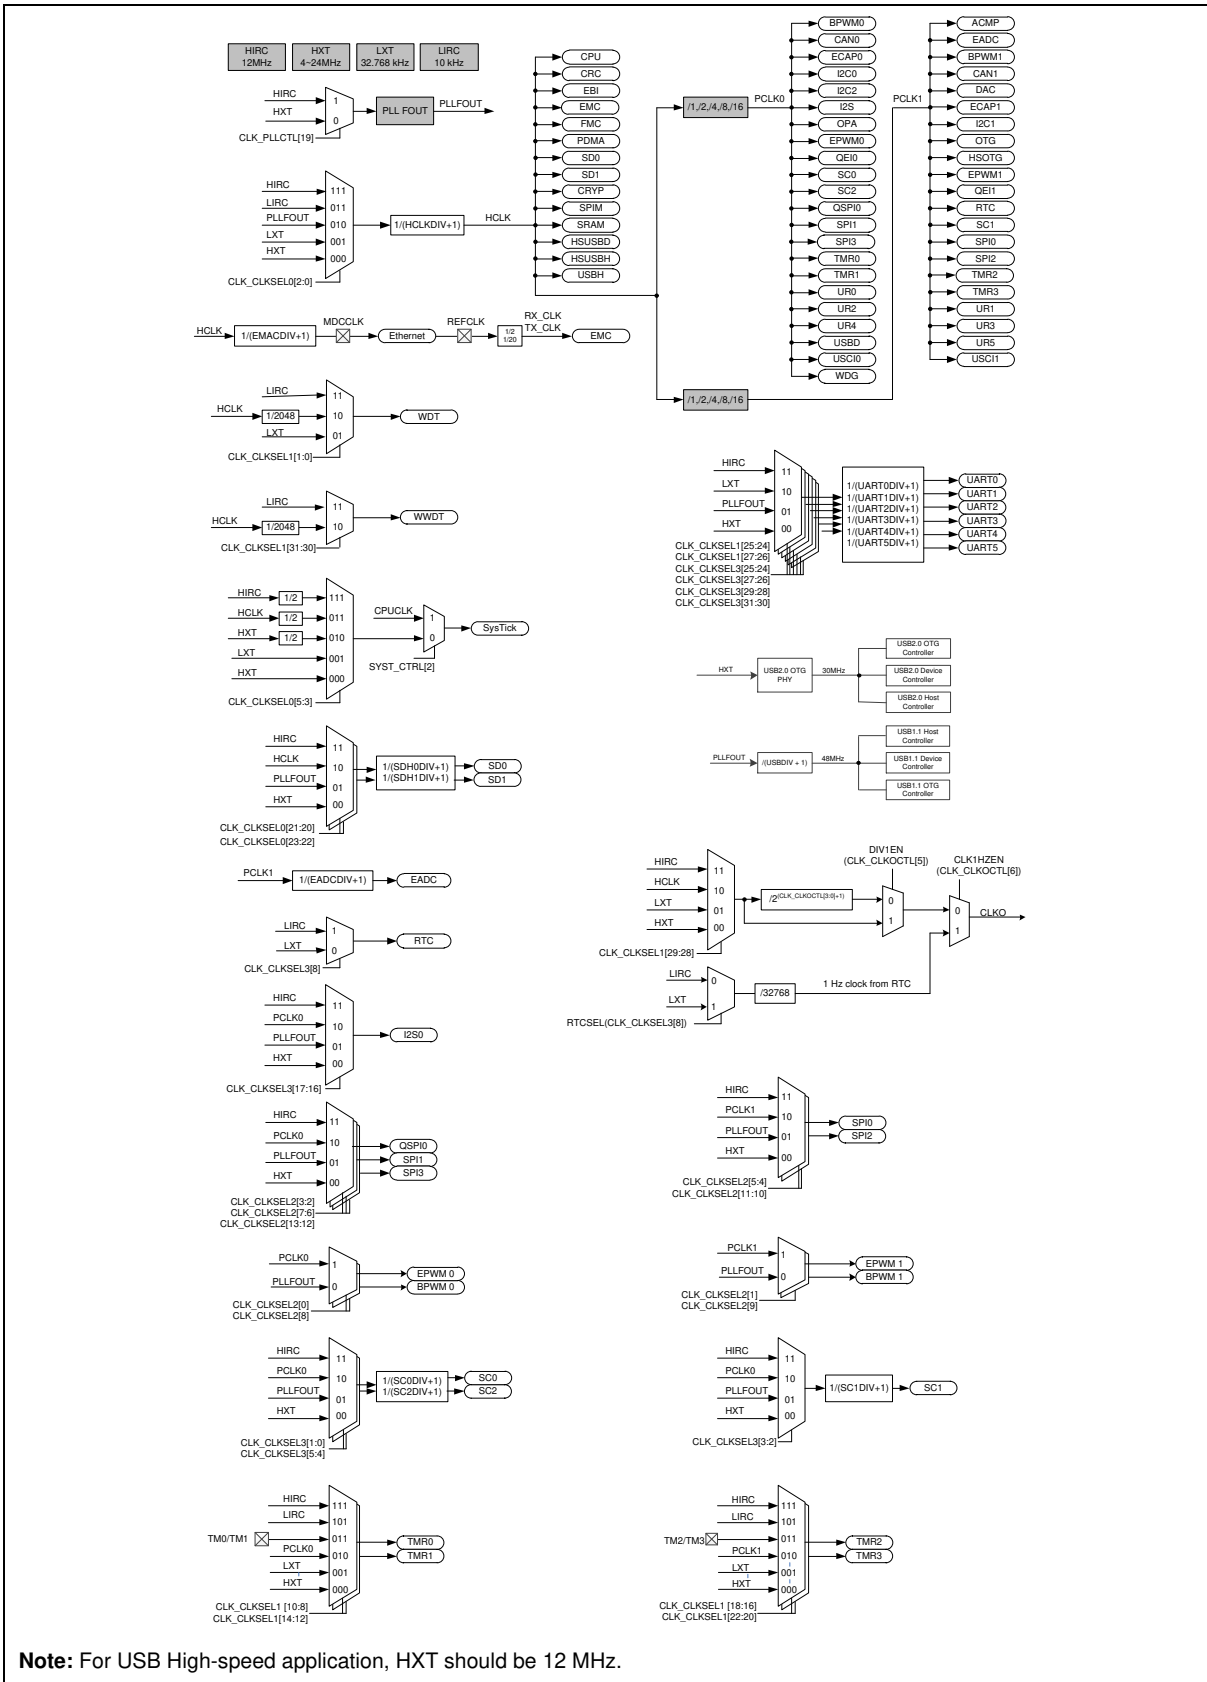 HIRC
12MHz
HXT
4~24MHz
LXT
32.768 kHz
LIRC
10 kHz
HIRC
HXT
1
0
PLL FOUT
PLLFOUT
CLK_PLLCTL[19]
HIRC
LIRC
PLLFOUT
LXT
HXT
111
011
010
001
000
1/(HCLKDIV+1)
HCLK
CLK_CLKSEL0[2:0]
CPU
CRC
EBI
EMC
FMC
PDMA
SD0
SD1
CRYP
SPIM
SRAM
HSUSBD
HSUSBH
USBH
/1,/2,/4,/8,/16
PCLK0
BPWM0
CAN0
ECAP0
I2C0
I2C2
I2S
OPA
EPWM0
QEI0
SC0
SC2
QSPI0
SPI1
SPI3
TMR0
TMR1
UR0
UR2
UR4
USBD
USCI0
WDG
/1,/2,/4,/8,/16
PCLK1
ACMP
EADC
BPWM1
CAN1
DAC
ECAP1
I2C1
OTG
HSOTG
EPWM1
QEI1
RTC
SC1
SPI0
SPI2
TMR2
TMR3
UR1
UR3
UR5
USCI1
HCLK
1/(EMACDIV+1)
MDCCLK
Ethernet
REFCLK
1/2
1/20
RX_CLK
TX_CLK
EMC
LIRC
HCLK
1/2048
LXT
11
10
01
WDT
CLK_CLKSEL1[1:0]
LIRC
HCLK
1/2048
11
10
WWDT
CLK_CLKSEL1[31:30]
HIRC
1/2
HCLK
1/2
HXT
1/2
LXT
HXT
111
011
010
001
000
CLK_CLKSEL0[5:3]
CPUCLK
1
0
SYST_CTRL[2]
SysTick
HIRC
LXT
PLLFOUT
HXT
11
10
01
00
1/(UART0DIV+1)
1/(UART1DIV+1)
1/(UART2DIV+1)
1/(UART3DIV+1)
1/(UART4DIV+1)
1/(UART5DIV+1)
UART0
UART1
UART2
UART3
UART4
UART5
CLK_CLKSEL1[25:24]
CLK_CLKSEL1[27:26]
CLK_CLKSEL3[25:24]
CLK_CLKSEL3[27:26]
CLK_CLKSEL3[29:28]
CLK_CLKSEL3[31:30]
HXT
USB2.0 OTG
PHY
30MHz
USB2.0 OTG
Controller
USB2.0 Device
Controller
USB2.0 Host
Controller
PLLFOUT
/(USBDIV + 1)
48MHz
USB1.1 Host
Controller
USB1.1 Device
Controller
USB1.1 OTG
Controller
HIRC
HCLK
PLLFOUT
HXT
11
10
01
00
1/(SDH0DIV+1)
1/(SDH1DIV+1)
SD0
SD1
CLK_CLKSEL0[21:20]
CLK_CLKSEL0[23:22]
PCLK1
1/(EADCDIV+1)
EADC
LIRC
LXT
1
0
RTC
CLK_CLKSEL3[8]
HIRC
HCLK
LXT
HXT
11
10
01
00
CLK_CLKSEL1[29:28]
/2(CLK_CLKOCTL[3:0]+1)
DIV1EN
(CLK_CLKOCTL[5])
0
1
CLK1HZEN
(CLK_CLKOCTL[6])
0
1
CLKO
LIRC
LXT
0
1
/32768
1 Hz clock from RTC
RTCSEL(CLK_CLKSEL3[8])
HIRC
PCLK0
PLLFOUT
HXT
11
10
01
00
I2S0
CLK_CLKSEL3[17:16]
HIRC
PCLK0
PLLFOUT
HXT
11
10
01
00
QSPI0
SPI1
SPI3
CLK_CLKSEL2[3:2]
CLK_CLKSEL2[7:6]
CLK_CLKSEL2[13:12]
HIRC
PCLK1
PLLFOUT
HXT
11
10
01
00
SPI0
SPI2
CLK_CLKSEL2[5:4]
CLK_CLKSEL2[11:10]
PCLK0
PLLFOUT
1
0
EPWM 0
BPWM 0
CLK_CLKSEL2[0]
CLK_CLKSEL2[8]
PCLK1
PLLFOUT
1
0
EPWM 1
BPWM 1
CLK_CLKSEL2[1]
CLK_CLKSEL2[9]
HIRC
PCLK0
PLLFOUT
HXT
11
10
01
00
1/(SC0DIV+1)
1/(SC2DIV+1)
SC0
SC2
CLK_CLKSEL3[1:0]
CLK_CLKSEL3[5:4]
HIRC
PCLK0
PLLFOUT
HXT
11
10
01
00
1/(SC1DIV+1)
SC1
CLK_CLKSEL3[3:2]
HIRC
LIRC
TM0/TM1
PCLK0
LXT
HXT
111
101
011
010
001
000
TMR0
TMR1
CLK_CLKSEL1 [10:8]
CLK_CLKSEL1[14:12]
HIRC
LIRC
TM2/TM3
PCLK1
LXT
HXT
111
101
011
010
001
000
TMR2
TMR3
CLK_CLKSEL1 [18:16]
CLK_CLKSEL1[22:20]
Note: For USB High-speed application, HXT should be 12 MHz.